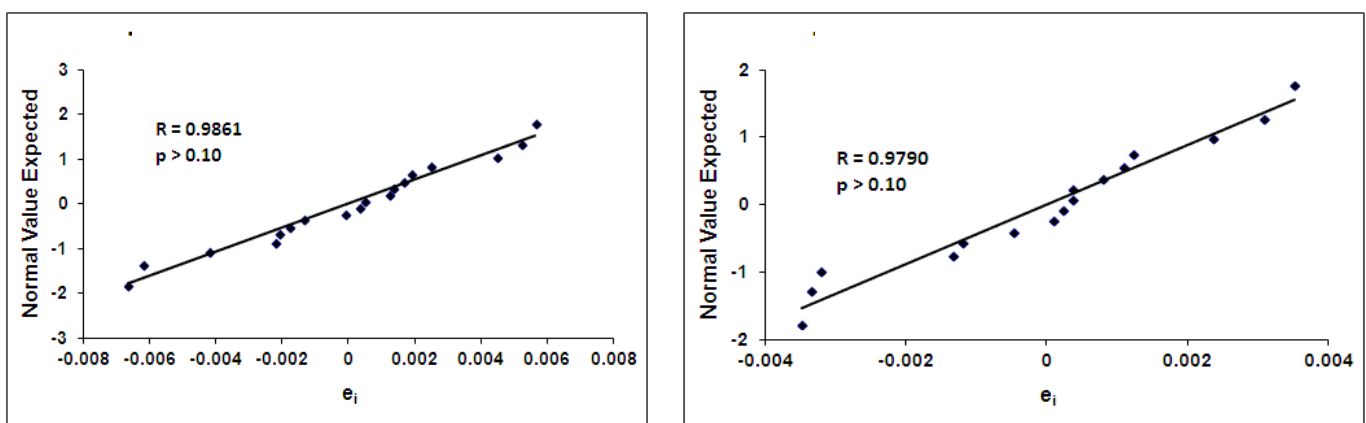 Normal Value Expected
3
2
1
0
-1
-2
-3
R = 0.9861
p > 0.10
-0.008 -0.006 -0.004 -0.002 0 0.002 0.004 0.006 0.008
eᵢ
Normal Value Expected
2
1
0
-1
-2
R = 0.9790
p > 0.10
-0.004 -0.002 0 0.002 0.004
eᵢ